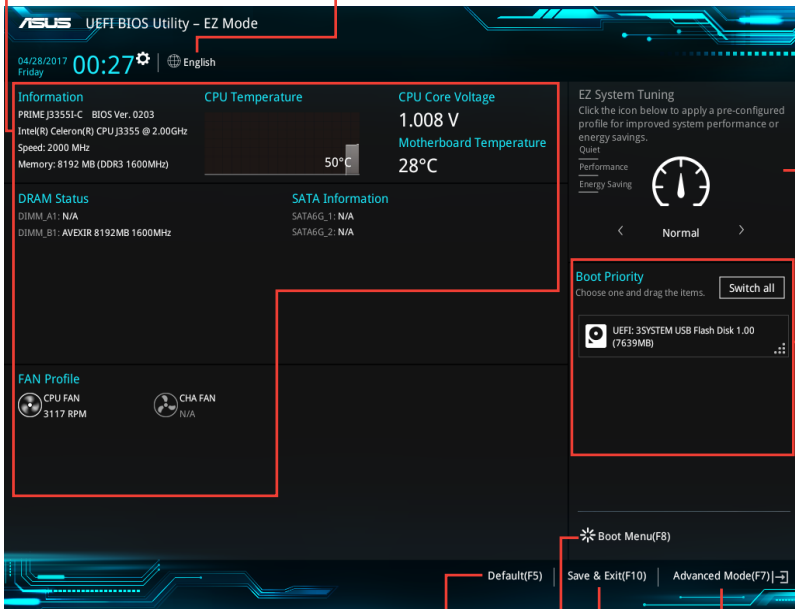 ASUS UEFI BIOS Utility – EZ Mode
04/28/2017
Friday
00:27
English
Information
PRIME J3355I-C BIOS Ver. 0203
Intel(R) Celeron(R) CPU J3355 @ 2.00GHz
Speed: 2000 MHz
Memory: 8192 MB (DDR3 1600MHz)
CPU Temperature
50°C
CPU Core Voltage
1.008 V
Motherboard Temperature
28°C
EZ System Tuning
Click the icon below to apply a pre-configured
profile for improved system performance or
energy savings.
Quiet
Performance
Energy Saving
Normal
DRAM Status
DIMM_A1: N/A
DIMM_B1: AVEXIR 8192MB 1600MHz
SATA Information
SATA6G_1: N/A
SATA6G_2: N/A
Boot Priority
Choose one and drag the items.
Switch all
UEFI: 3SYSTEM USB Flash Disk 1.00
(7639MB)
FAN Profile
CPU FAN
3117 RPM
CHA FAN
N/A
Boot Menu(F8)
Default(F5)
Save & Exit(F10)
Advanced Mode(F7)